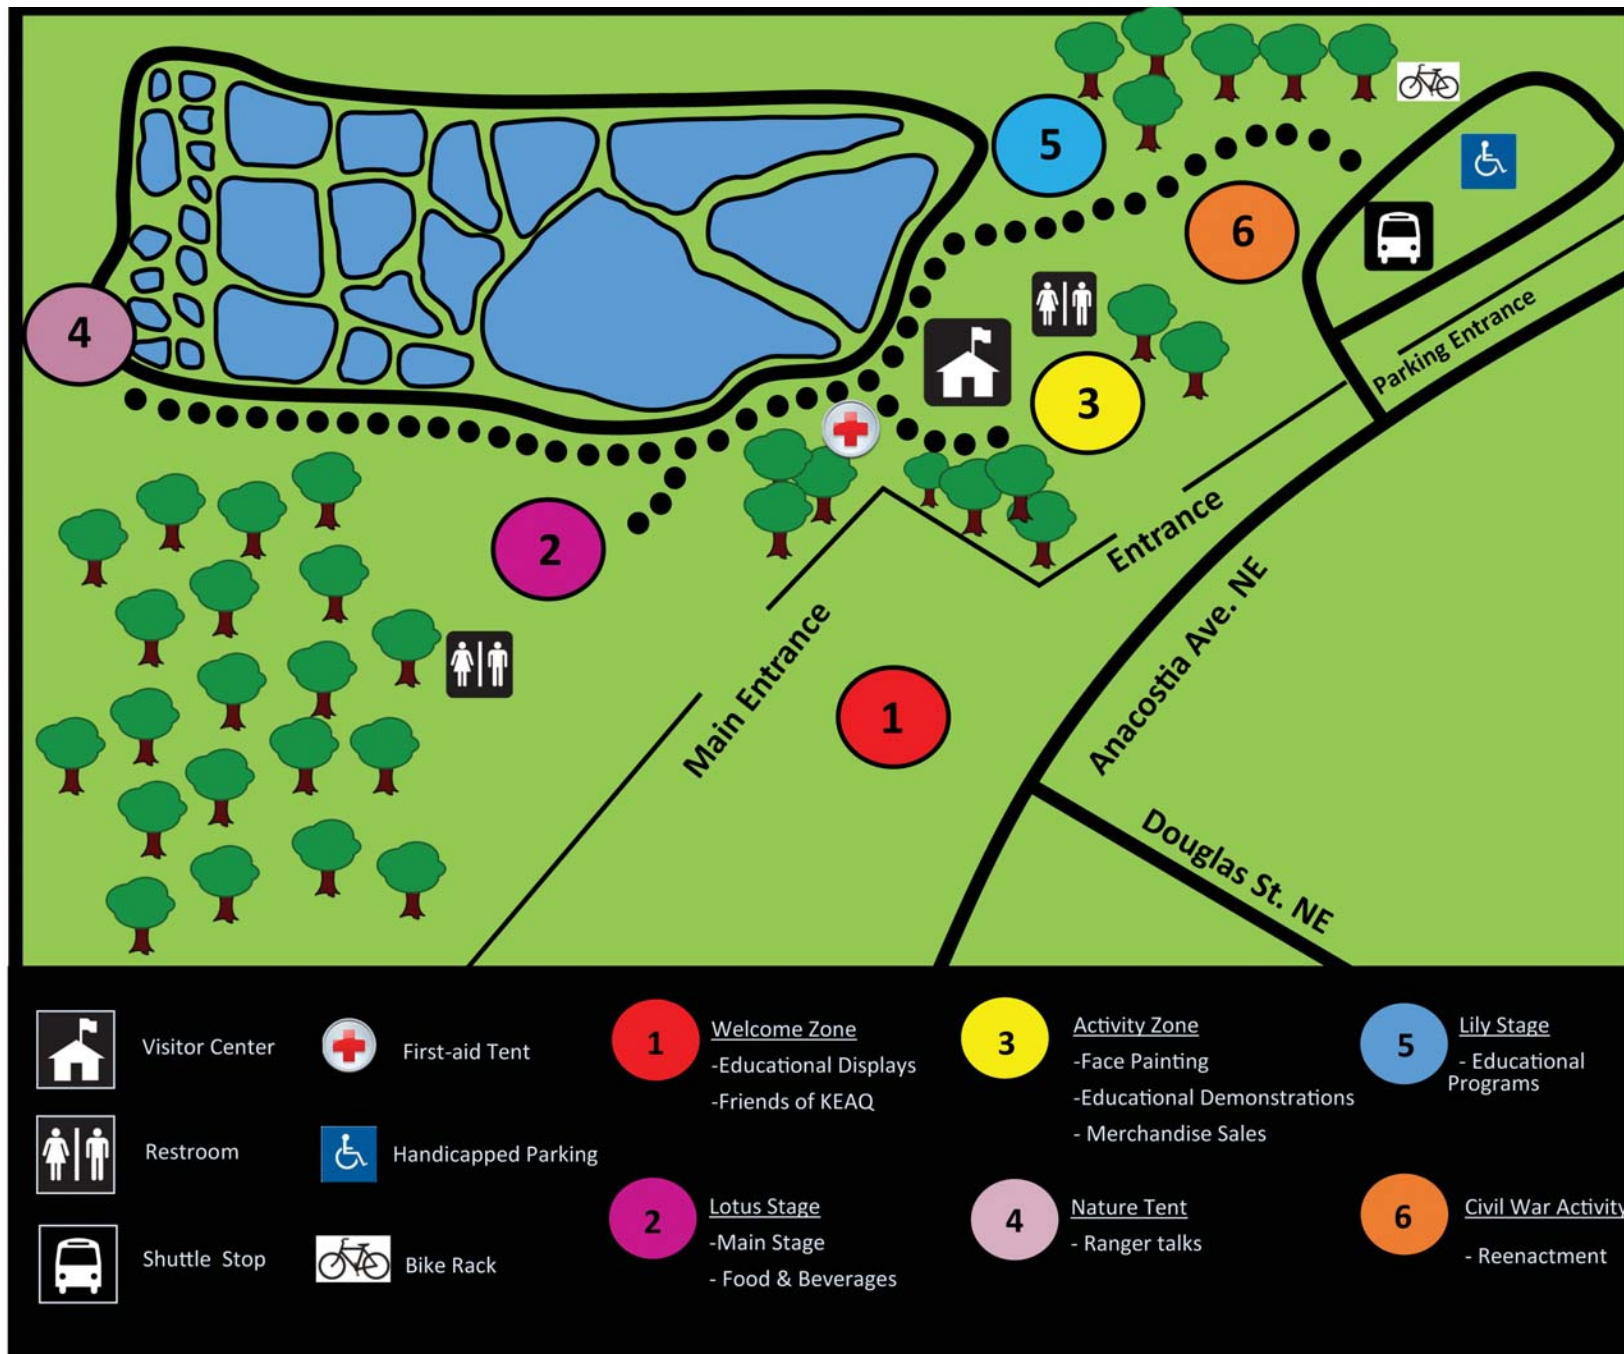 5
6
4
3
2
1
Parking Entrance
Entrance
Main Entrance
Anacostia Ave. NE
Douglas St. NE
Visitor Center
Restroom
Shuttle Stop
First-aid Tent
Handicapped Parking
Bike Rack
1
Welcome Zone
-Educational Displays
-Friends of KEAQ
2
Lotus Stage
-Main Stage
- Food & Beverages
3
Activity Zone
-Face Painting
-Educational Demonstrations
- Merchandise Sales
4
Nature Tent
- Ranger talks
5
Lily Stage
- Educational
Programs
6
Civil War Activity
- Reenactment